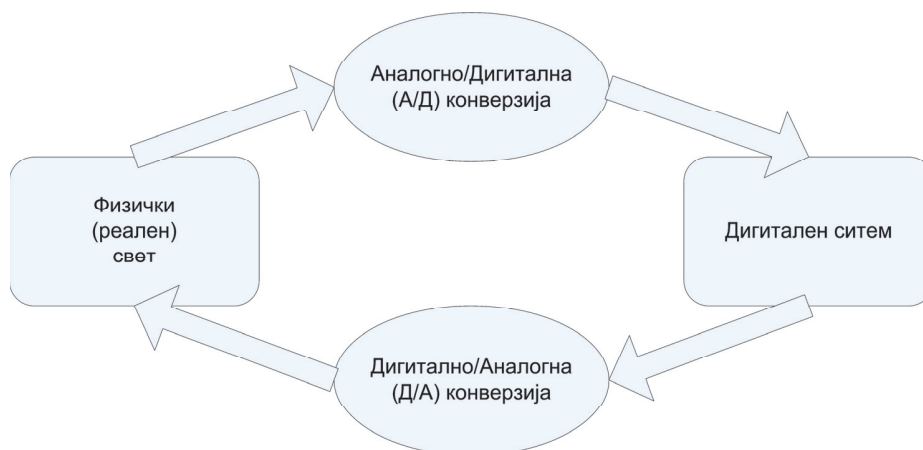 Аналогно/Дигитална
(А/Д) конверзија
Физички
(реален)
свет
Дигитален ситем
Дигитално/Аналогна
(Д/А) конверзија